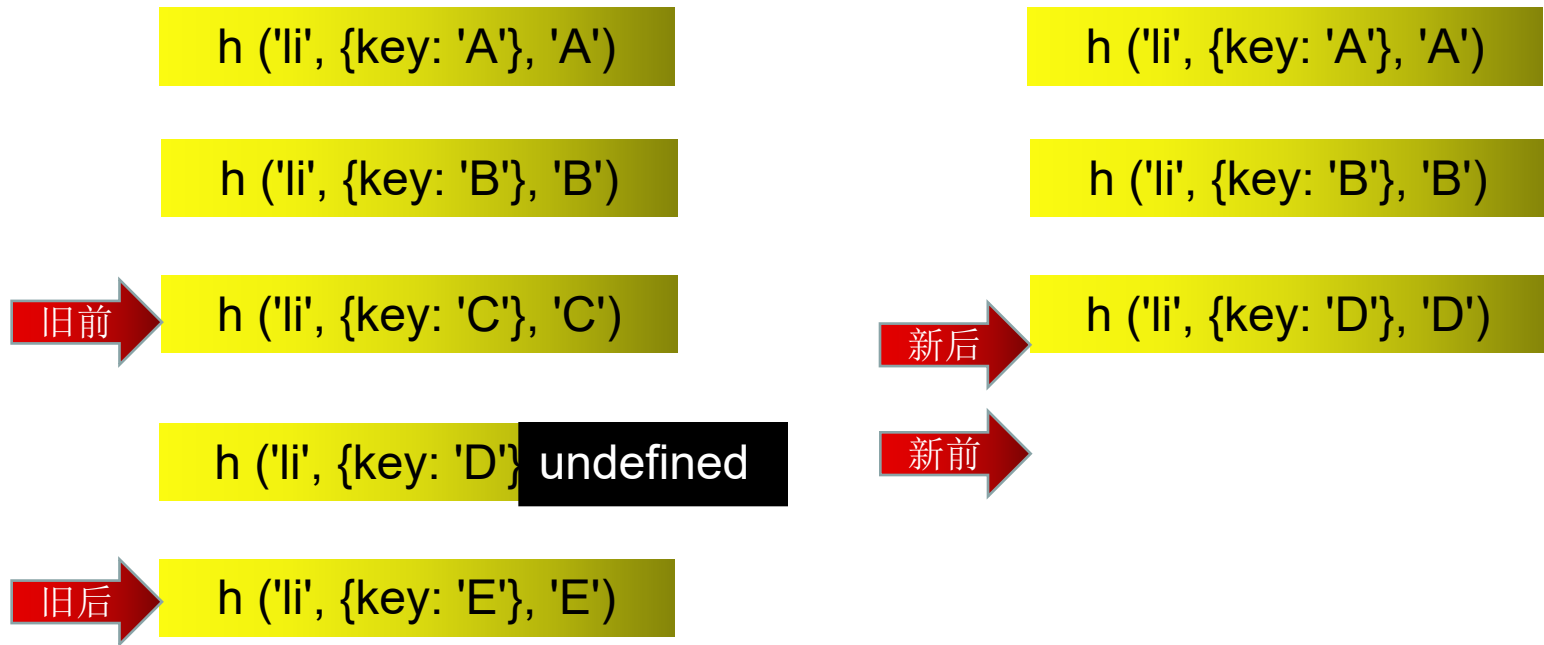 h ('li', {key: 'A'}, 'A')
h ('li', {key: 'B'}, 'B')
旧前
h ('li', {key: 'C'}, 'C')
h ('li', {key: 'D'}
undefined
旧后
h ('li', {key: 'E'}, 'E')
h ('li', {key: 'A'}, 'A')
h ('li', {key: 'B'}, 'B')
新后
h ('li', {key: 'D'}, 'D')
新前